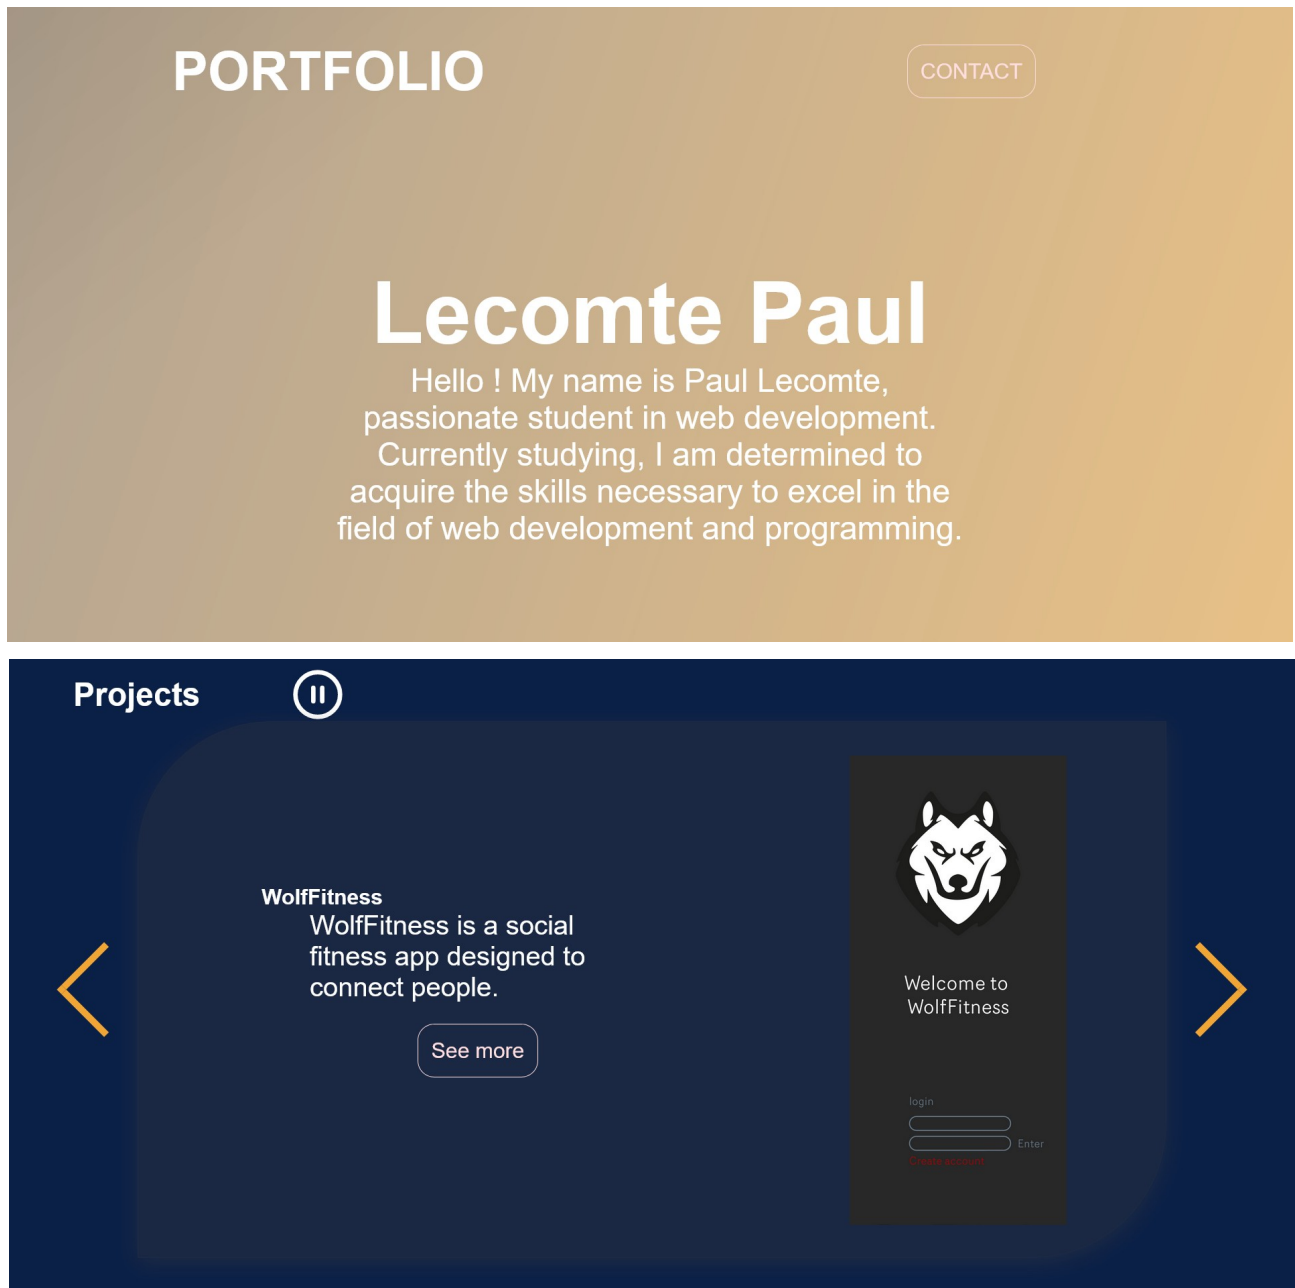 PORTFOLIO
CONTACT
Lecomte Paul
Hello ! My name is Paul Lecomte,
passionate student in web development.
Currently studying, I am determined to
acquire the skills necessary to excel in the
field of web development and programming.
Projects
WolfFitness
WolfFitness is a social
fitness app designed to
connect people.
See more
Welcome to
WolfFitness
login
Enter
Create account